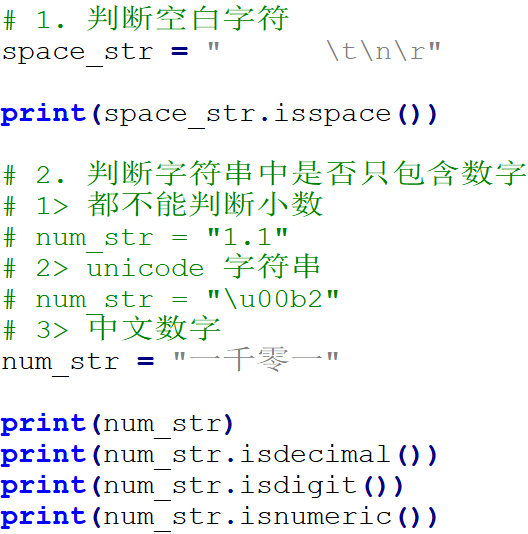 # 1. 判断空白字符
space_str = "      \t\n\r"
print(space_str.isspace())
# 2. 判断字符串中是否只包含数字
# 1> 都不能判断小数
# num_str = "1.1"
# 2> unicode 字符串
# num_str = "\u00b2"
# 3> 中文数字
num_str = "一千零一"
print(num_str)
print(num_str.isdecimal())
print(num_str.isdigit())
print(num_str.isnumeric())